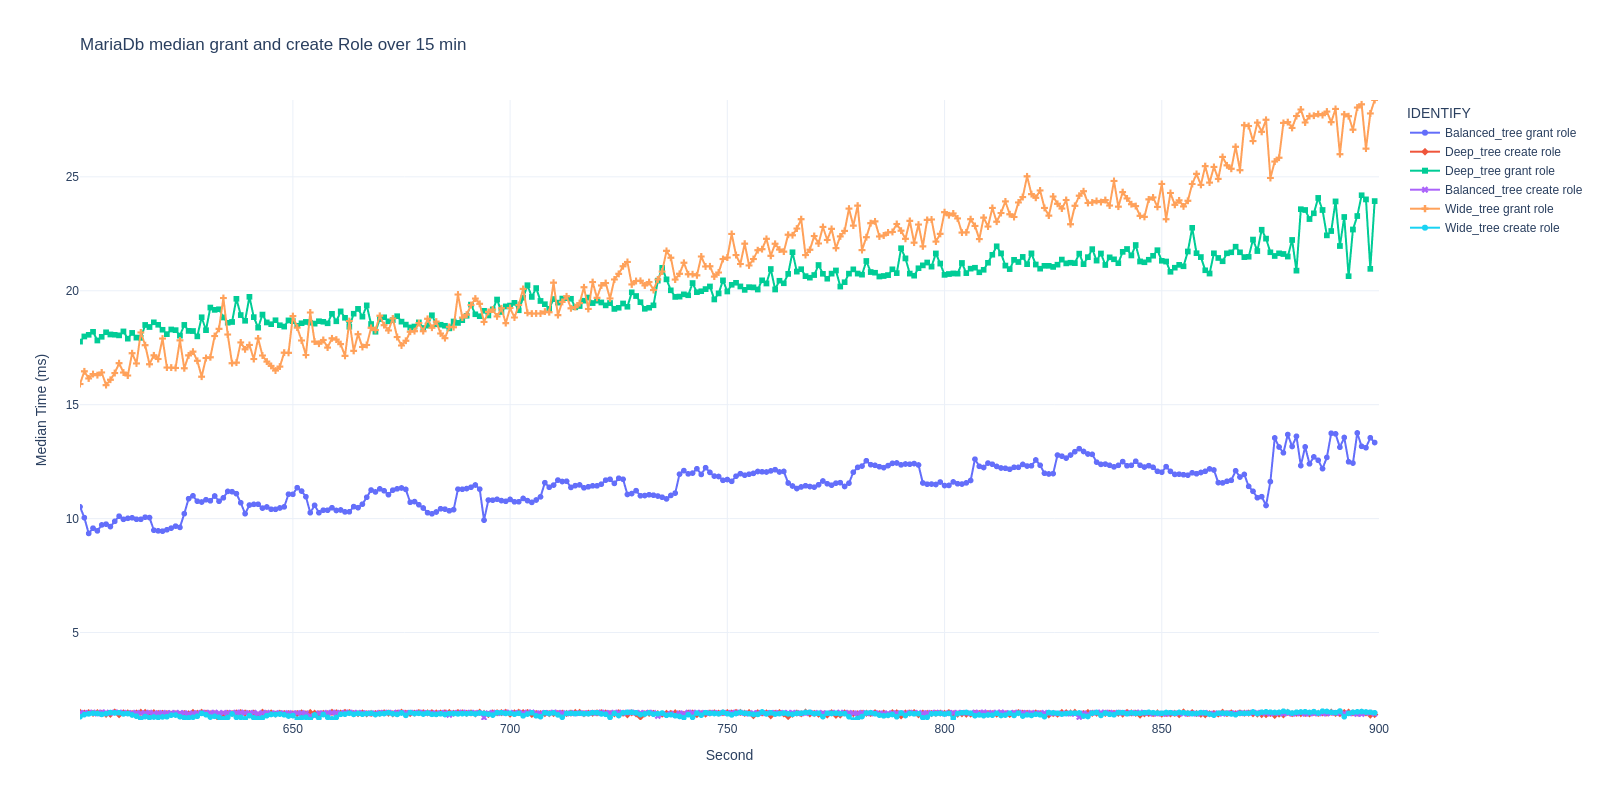 MariaDb median grant and create Role over 15 min
IDENTIFY
Balanced_tree grant role
Deep_tree create role
Deep_tree grant role
Balanced_tree create role
Wide_tree grant role
Wide_tree create role
25
20
15
10
5
Median Time (ms)
650
700
750
800
850
900
Second